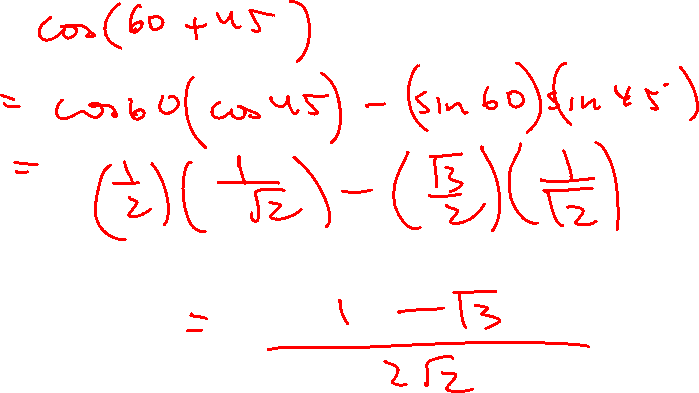 cos(60+45)
= cos60(cos45) - (sin60)(sin45)
= (1/2)(1/√2) - (√3/2)(1/√2)
= (1 - √3)/(2√2)